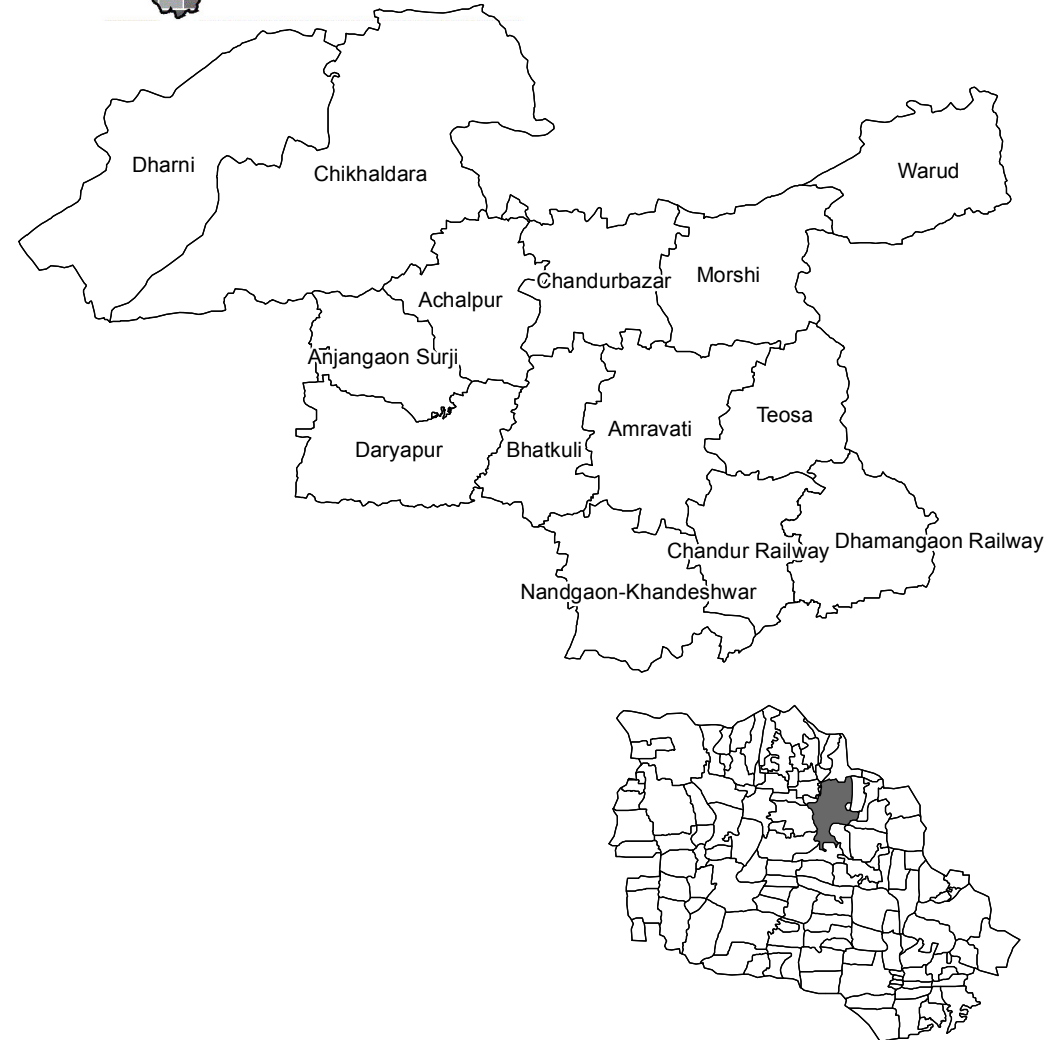 Dharni
Chikhaldara
Warud
Achalpur
Chandurbazar
Morshi
Anjangaon Surji
Daryapur
Bhatkuli
Amravati
Teosa
Chandur Railway
Dhamangaon Railway
Nandgaon-Khandeshwar